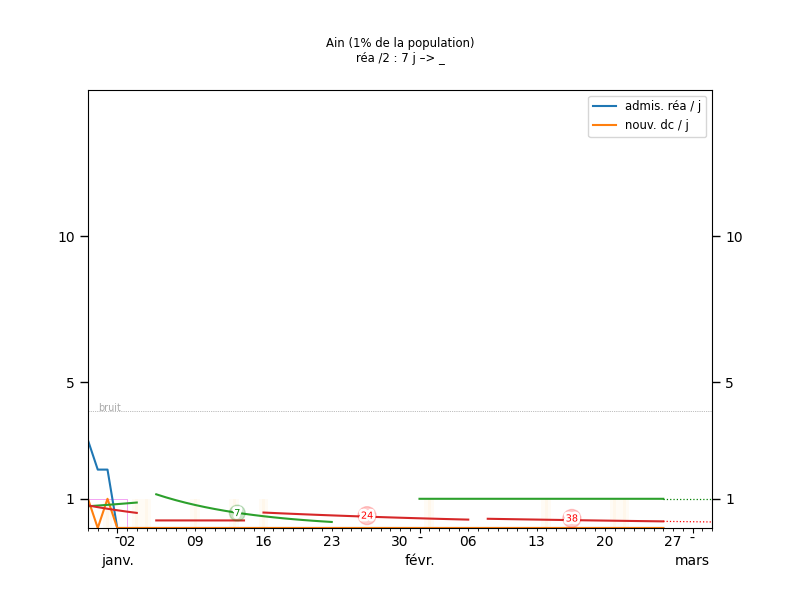 Ain (1% de la population)
réa /2 : 7 j –> _
admis. réa / j
nouv. dc / j
10 10
5 5
bruit
1 1
7
24
38
02 09 16 23 30 06 13 20 27
janv. févr. mars